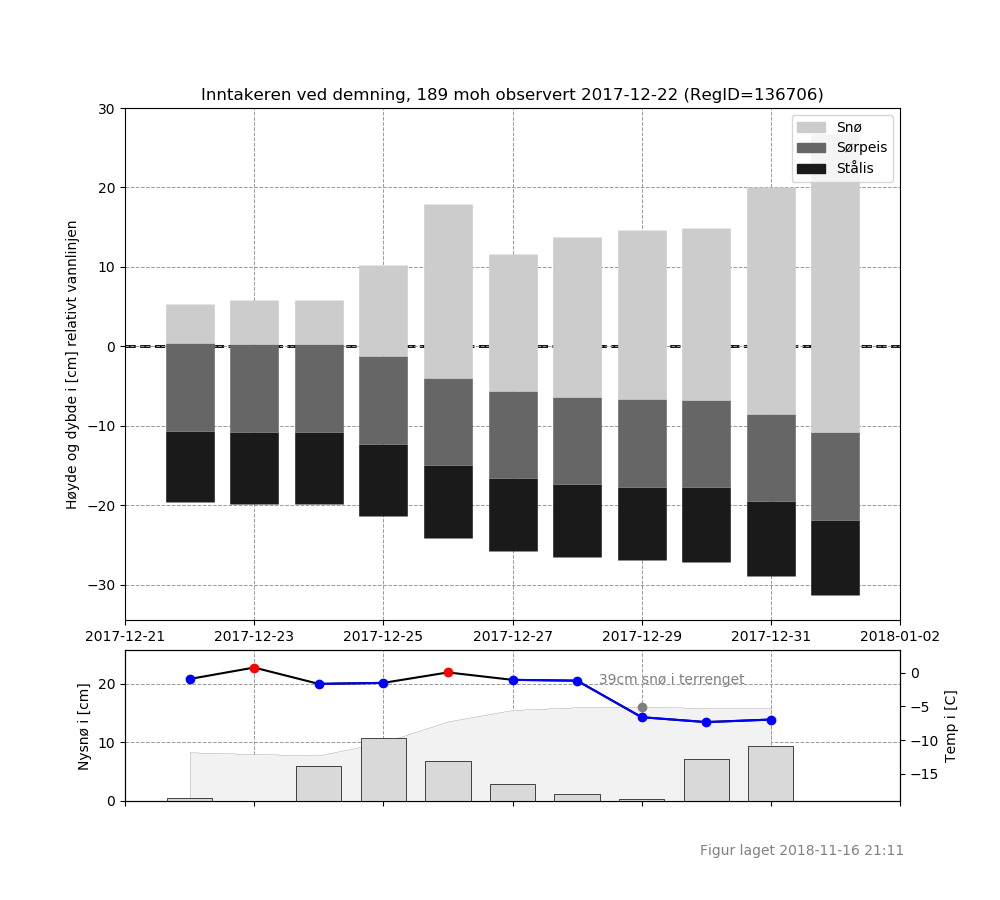 Inntakeren ved demning, 189 moh observert 2017-12-22 (RegID=136706)
Høyde og dybde i [cm] relativt vannlinjen
30
20
10
0
−10
−20
−30
Snø
Sørpeis
Stålis
2017-12-21 2017-12-23 2017-12-25 2017-12-27 2017-12-29 2017-12-31 2018-01-02
Nysnø i [cm]
20
10
0
39cm snø i terrenget
0
−5
−10
−15
Temp i [C]
Figur laget 2018-11-16 21:11